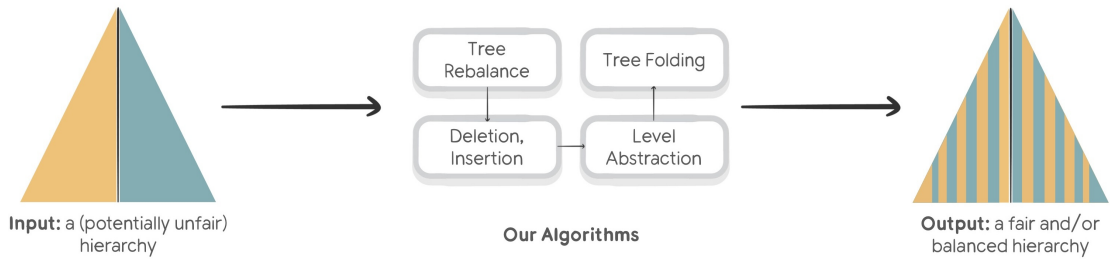 Tree
Rebalance
Tree Folding
Deletion,
Insertion
Level
Abstraction
Input: a (potentially unfair)
hierarchy
Our Algorithms
Output: a fair and/or
balanced hierarchy